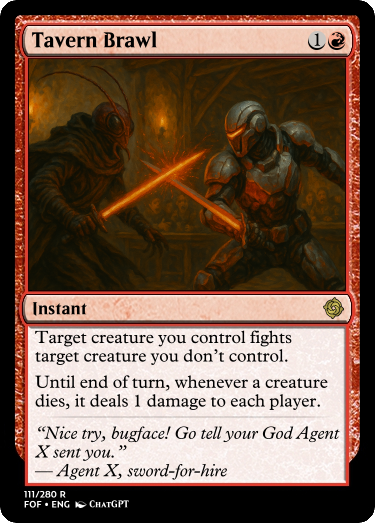 Tavern Brawl 1
Instant
Target creature you control fights
target creature you don't control.
Until end of turn, whenever a creature
dies, it deals 1 damage to each player.
“Nice try, bugface! Go tell your God Agent
X sent you.”
— Agent X, sword-for-hire
111/280 R
FOF • ENG ChatGPT